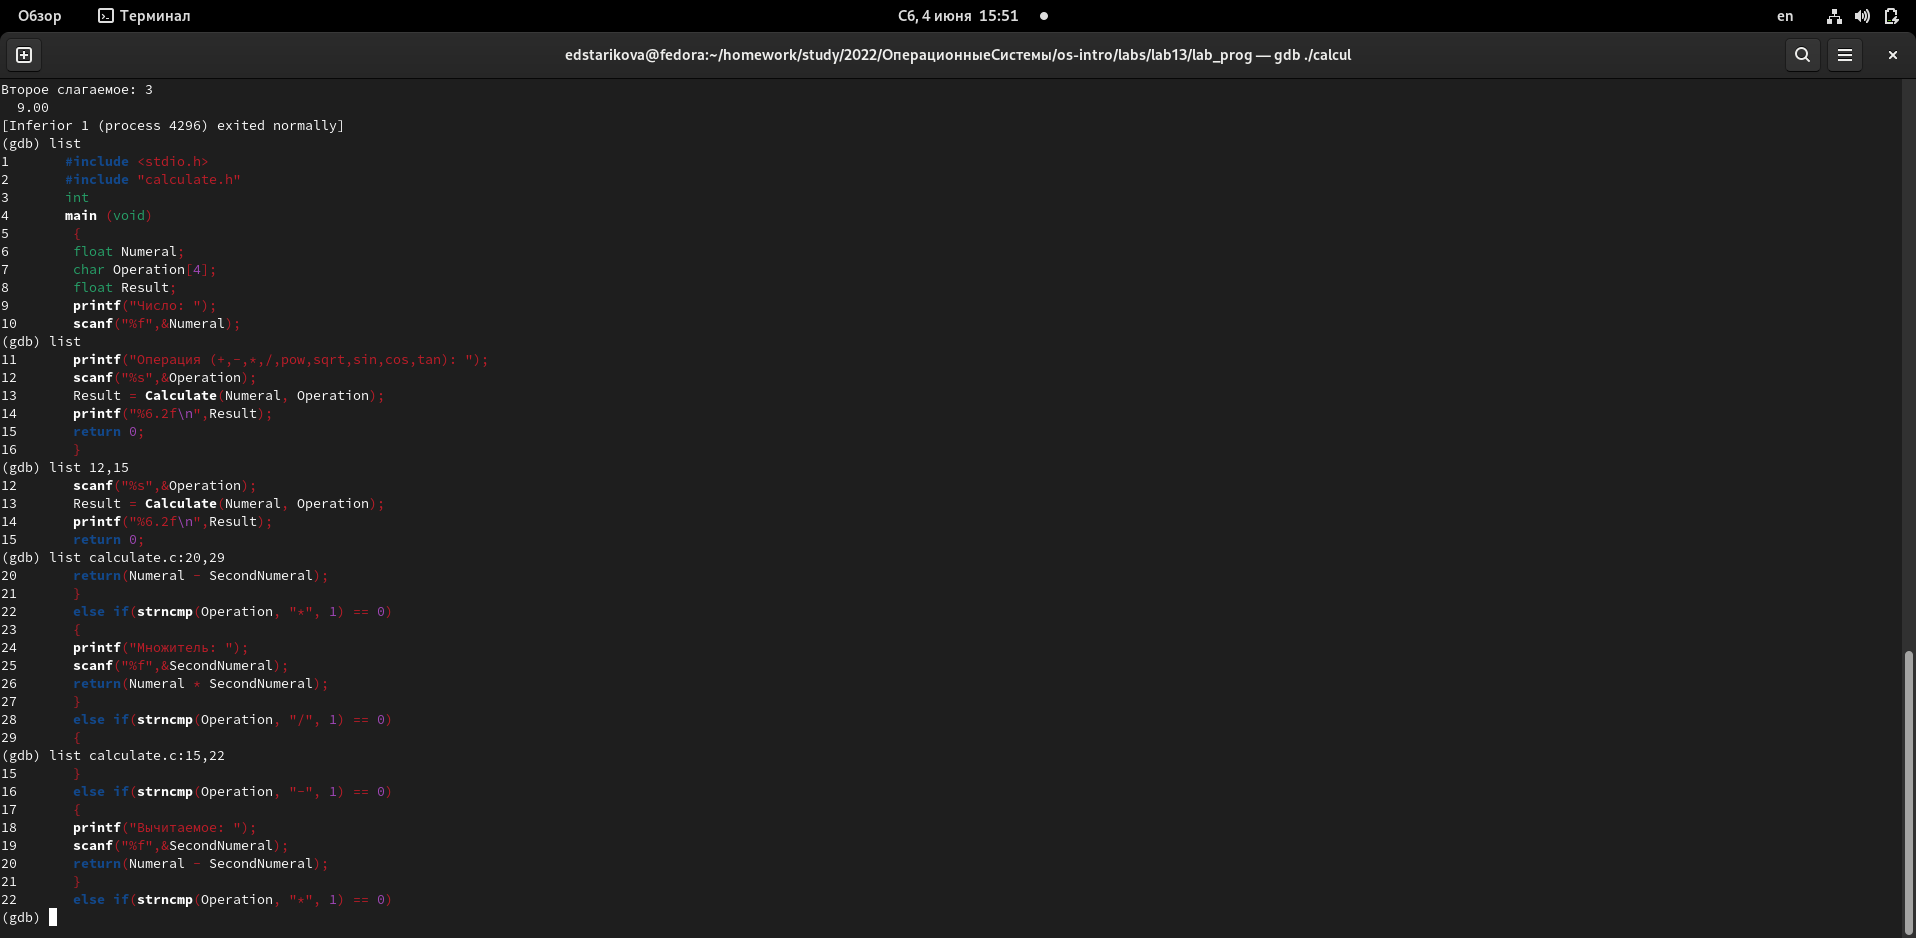 Обзор Терминал Сб, 4 июня 15:51 en
edstarikova@fedora:~/homework/study/2022/ОперационныеСистемы/os-intro/labs/lab13/lab_prog — gdb ./calcul
Второе слагаемое: 3
  9.00
[Inferior 1 (process 4296) exited normally]
(gdb) list
1       #include <stdio.h>
2       #include "calculate.h"
3       int
4       main (void)
5        {
6        float Numeral;
7        char Operation[4];
8        float Result;
9        printf("Число: ");
10       scanf("%f",&Numeral);
(gdb) list
11       printf("Операция (+,-,*,/,pow,sqrt,sin,cos,tan): ");
12       scanf("%s",&Operation);
13       Result = Calculate(Numeral, Operation);
14       printf("%6.2f\n",Result);
15       return 0;
16       }
(gdb) list 12,15
12       scanf("%s",&Operation);
13       Result = Calculate(Numeral, Operation);
14       printf("%6.2f\n",Result);
15       return 0;
(gdb) list calculate.c:20,29
20       return(Numeral - SecondNumeral);
21       }
22       else if(strncmp(Operation, "*", 1) == 0)
23       {
24       printf("Множитель: ");
25       scanf("%f",&SecondNumeral);
26       return(Numeral * SecondNumeral);
27       }
28       else if(strncmp(Operation, "/", 1) == 0)
29       {
(gdb) list calculate.c:15,22
15       }
16       else if(strncmp(Operation, "-", 1) == 0)
17       {
18       printf("Вычитаемое: ");
19       scanf("%f",&SecondNumeral);
20       return(Numeral - SecondNumeral);
21       }
22       else if(strncmp(Operation, "*", 1) == 0)
(gdb)